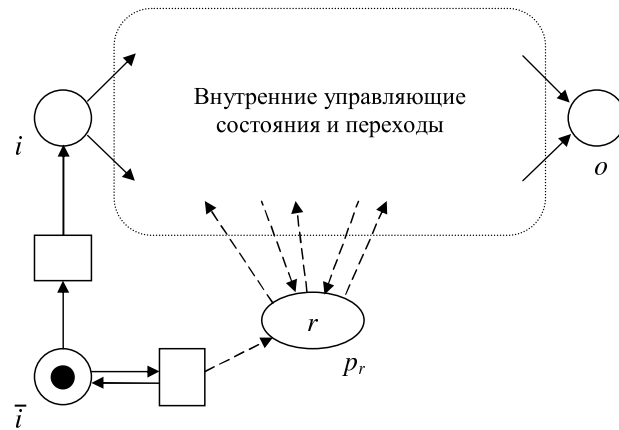 Внутренние управляющие
состояния и переходы
i
o
r
p_r
i̅